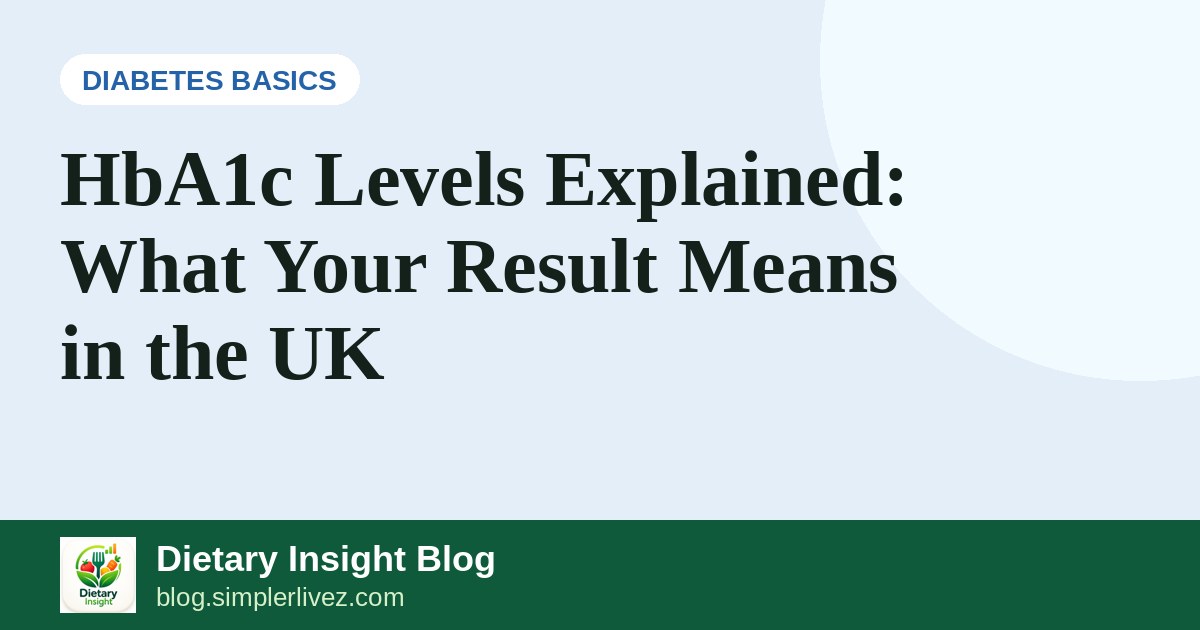 DIABETES BASICS
HbA1c Levels Explained:
What Your Result Means
in the UK
Dietary
Insight
Dietary Insight Blog
blog.simplerlivez.com